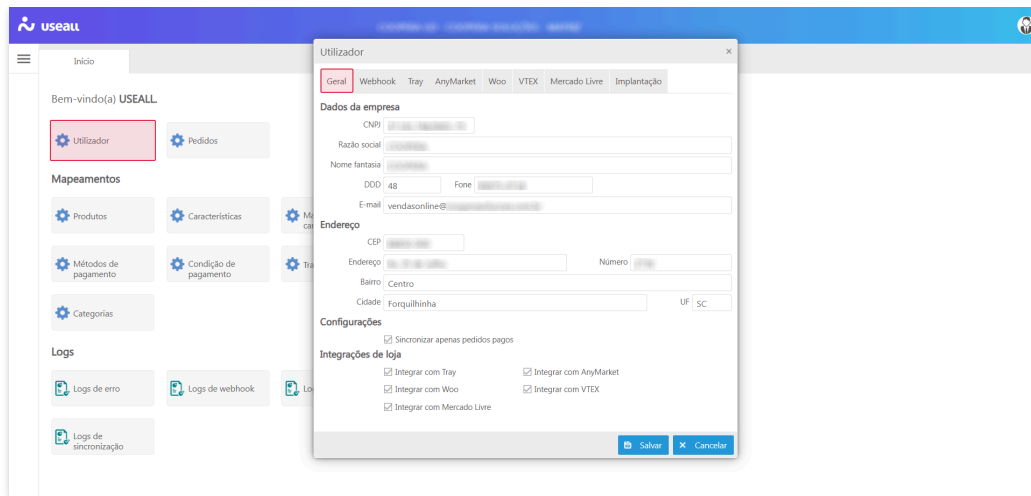 useall
Início
Bem-vindo(a) USEALL.
Utilizador
Pedidos
Mapeamentos
Produtos
Características
Métodos de
pagamento
Condição de
pagamento
Categorias
Logs
Logs de erro
Logs de webhook
Logs de
sincronização
Utilizador
Geral Webhook Tray AnyMarket Woo VTEX Mercado Livre Implantação
Dados da empresa
CNPJ
Razão social
Nome fantasia
DDD 48 Fone
E-mail vendasonline@
Endereço
CEP
Endereço Número
Bairro Centro
Cidade Forquilhinha UF SC
Configurações
Sincronizar apenas pedidos pagos
Integrações de loja
Integrar com Tray Integrar com AnyMarket
Integrar com Woo Integrar com VTEX
Integrar com Mercado Livre
Salvar Cancelar